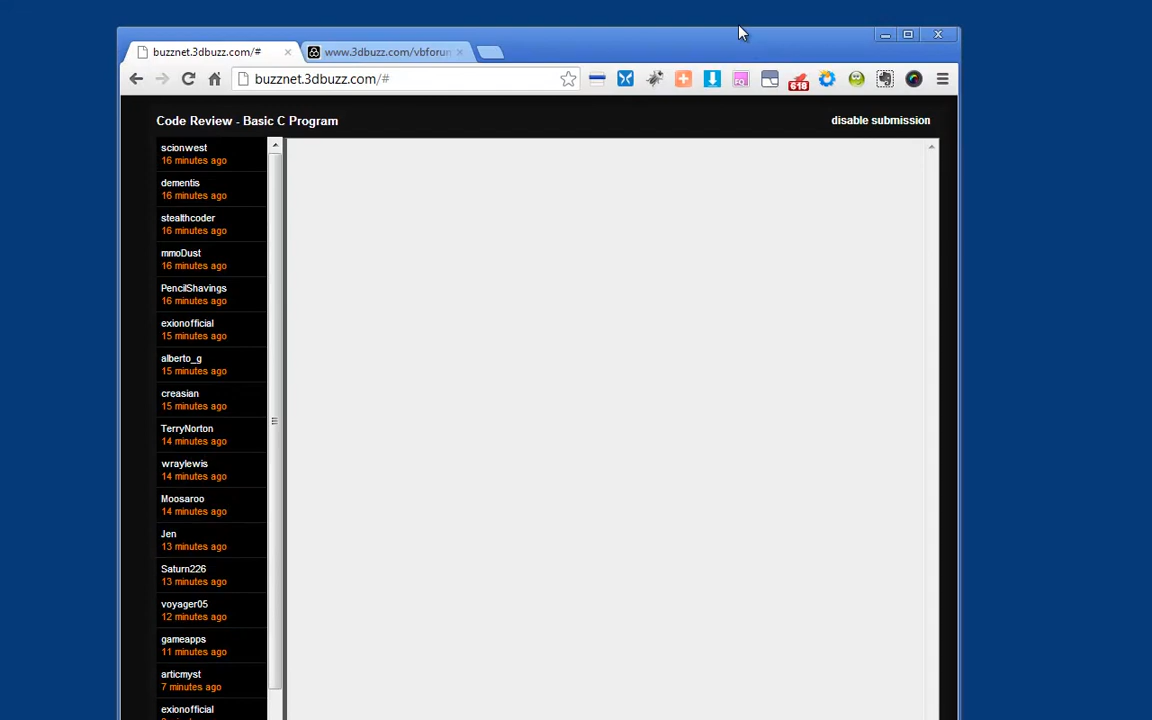 buzznet.3dbuzz.com/#
www.3dbuzz.com/vbforum
buzznet.3dbuzz.com/#
618
Code Review - Basic C Program
disable submission
scionwest
16 minutes ago
dementis
16 minutes ago
stealthcoder
16 minutes ago
mmoDust
16 minutes ago
PencilShavings
16 minutes ago
exionofficial
15 minutes ago
alberto_g
15 minutes ago
creasian
15 minutes ago
TerryNorton
14 minutes ago
wraylewis
14 minutes ago
Moosaroo
14 minutes ago
Jen
13 minutes ago
Saturn226
13 minutes ago
voyager05
12 minutes ago
gameapps
11 minutes ago
articmyst
7 minutes ago
exionofficial